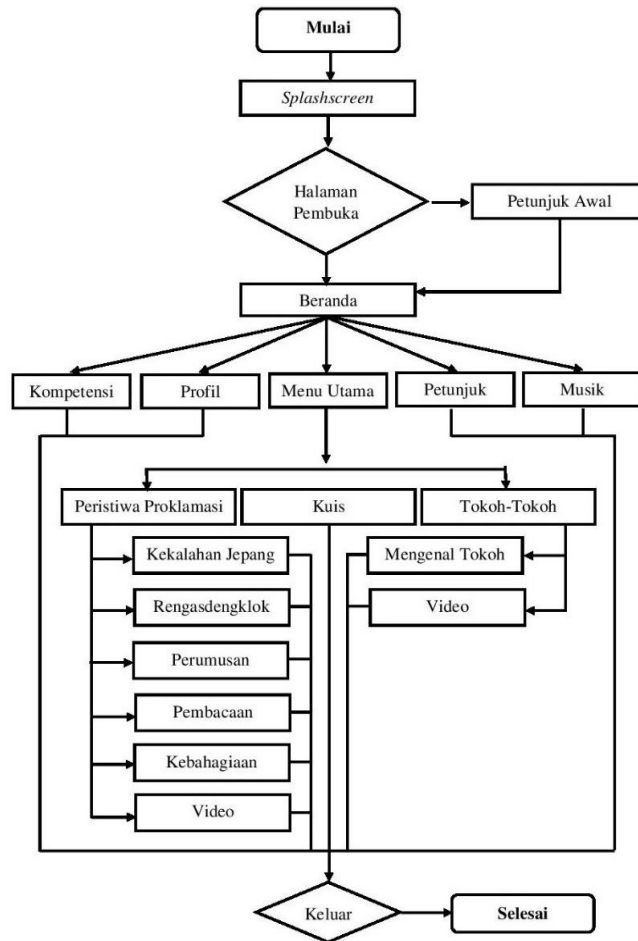 Mulai
Splashscreen
Halaman
Pembuka
Petunjuk Awal
Beranda
Kompetensi
Profil
Menu Utama
Petunjuk
Musik
Peristiwa Proklamasi
Kuis
Tokoh-Tokoh
Kekalahan Jepang
Rengasdengklok
Perumusan
Pembacaan
Kebahagiaan
Video
Mengenal Tokoh
Video
Keluar
Selesai